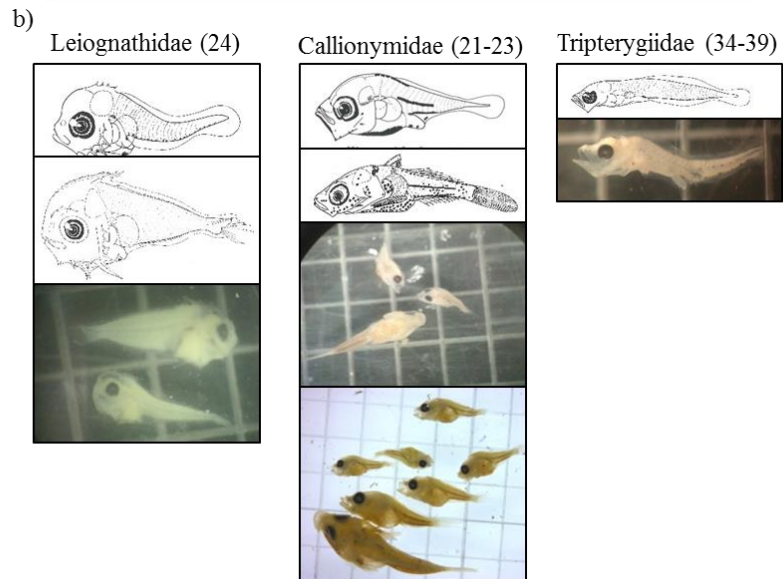 b)
Leiognathidae (24)
Callionymidae (21-23)
Tripterygiidae (34-39)